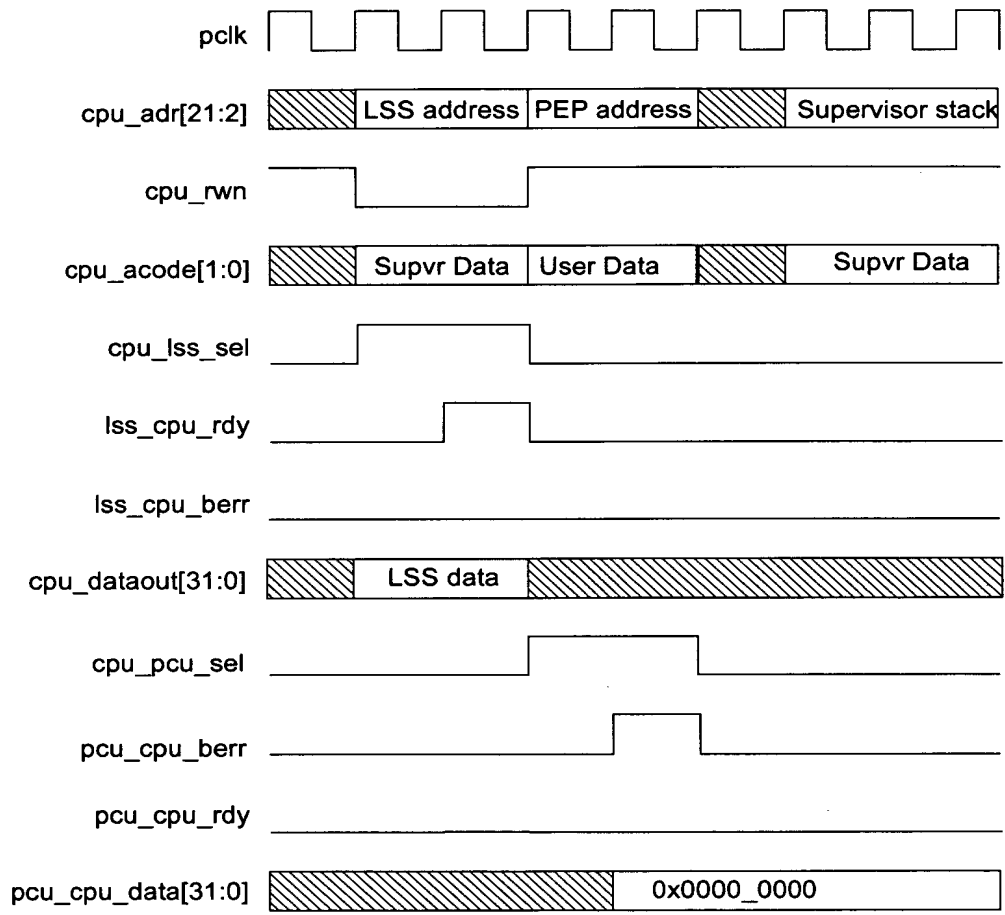 pclk
cpu_adr[21:2] LSS address PEP address Supervisor stack
cpu_rwn
cpu_acode[1:0] Supvr Data User Data Supvr Data
cpu_lss_sel
lss_cpu_rdy
lss_cpu_berr
cpu_dataout[31:0] LSS data
cpu_pcu_sel
pcu_cpu_berr
pcu_cpu_rdy
pcu_cpu_data[31:0] 0x0000_0000